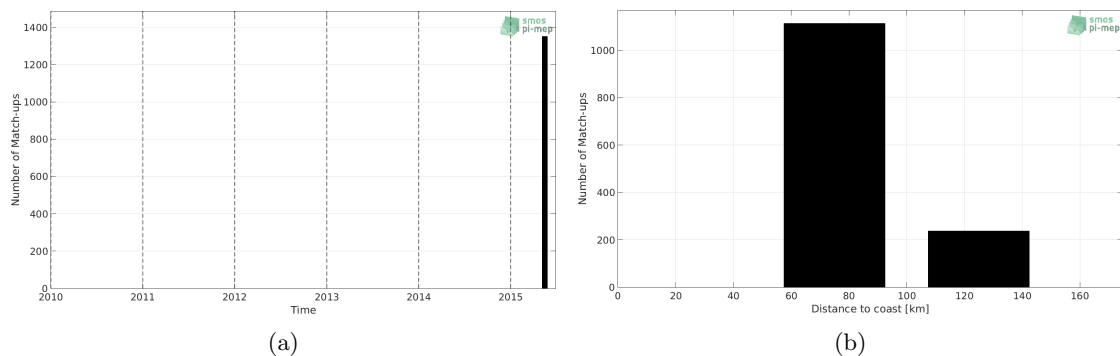 smos
pi-mep
1400
1200
1000
800
600
400
200
0
Number of Match-ups
2010 2011 2012 2013 2014 2015
Time
(a)
smos
pi-mep
1000
800
600
400
200
0
Number of Match-ups
0 20 40 60 80 100 120 140 160
Distance to coast [km]
(b)